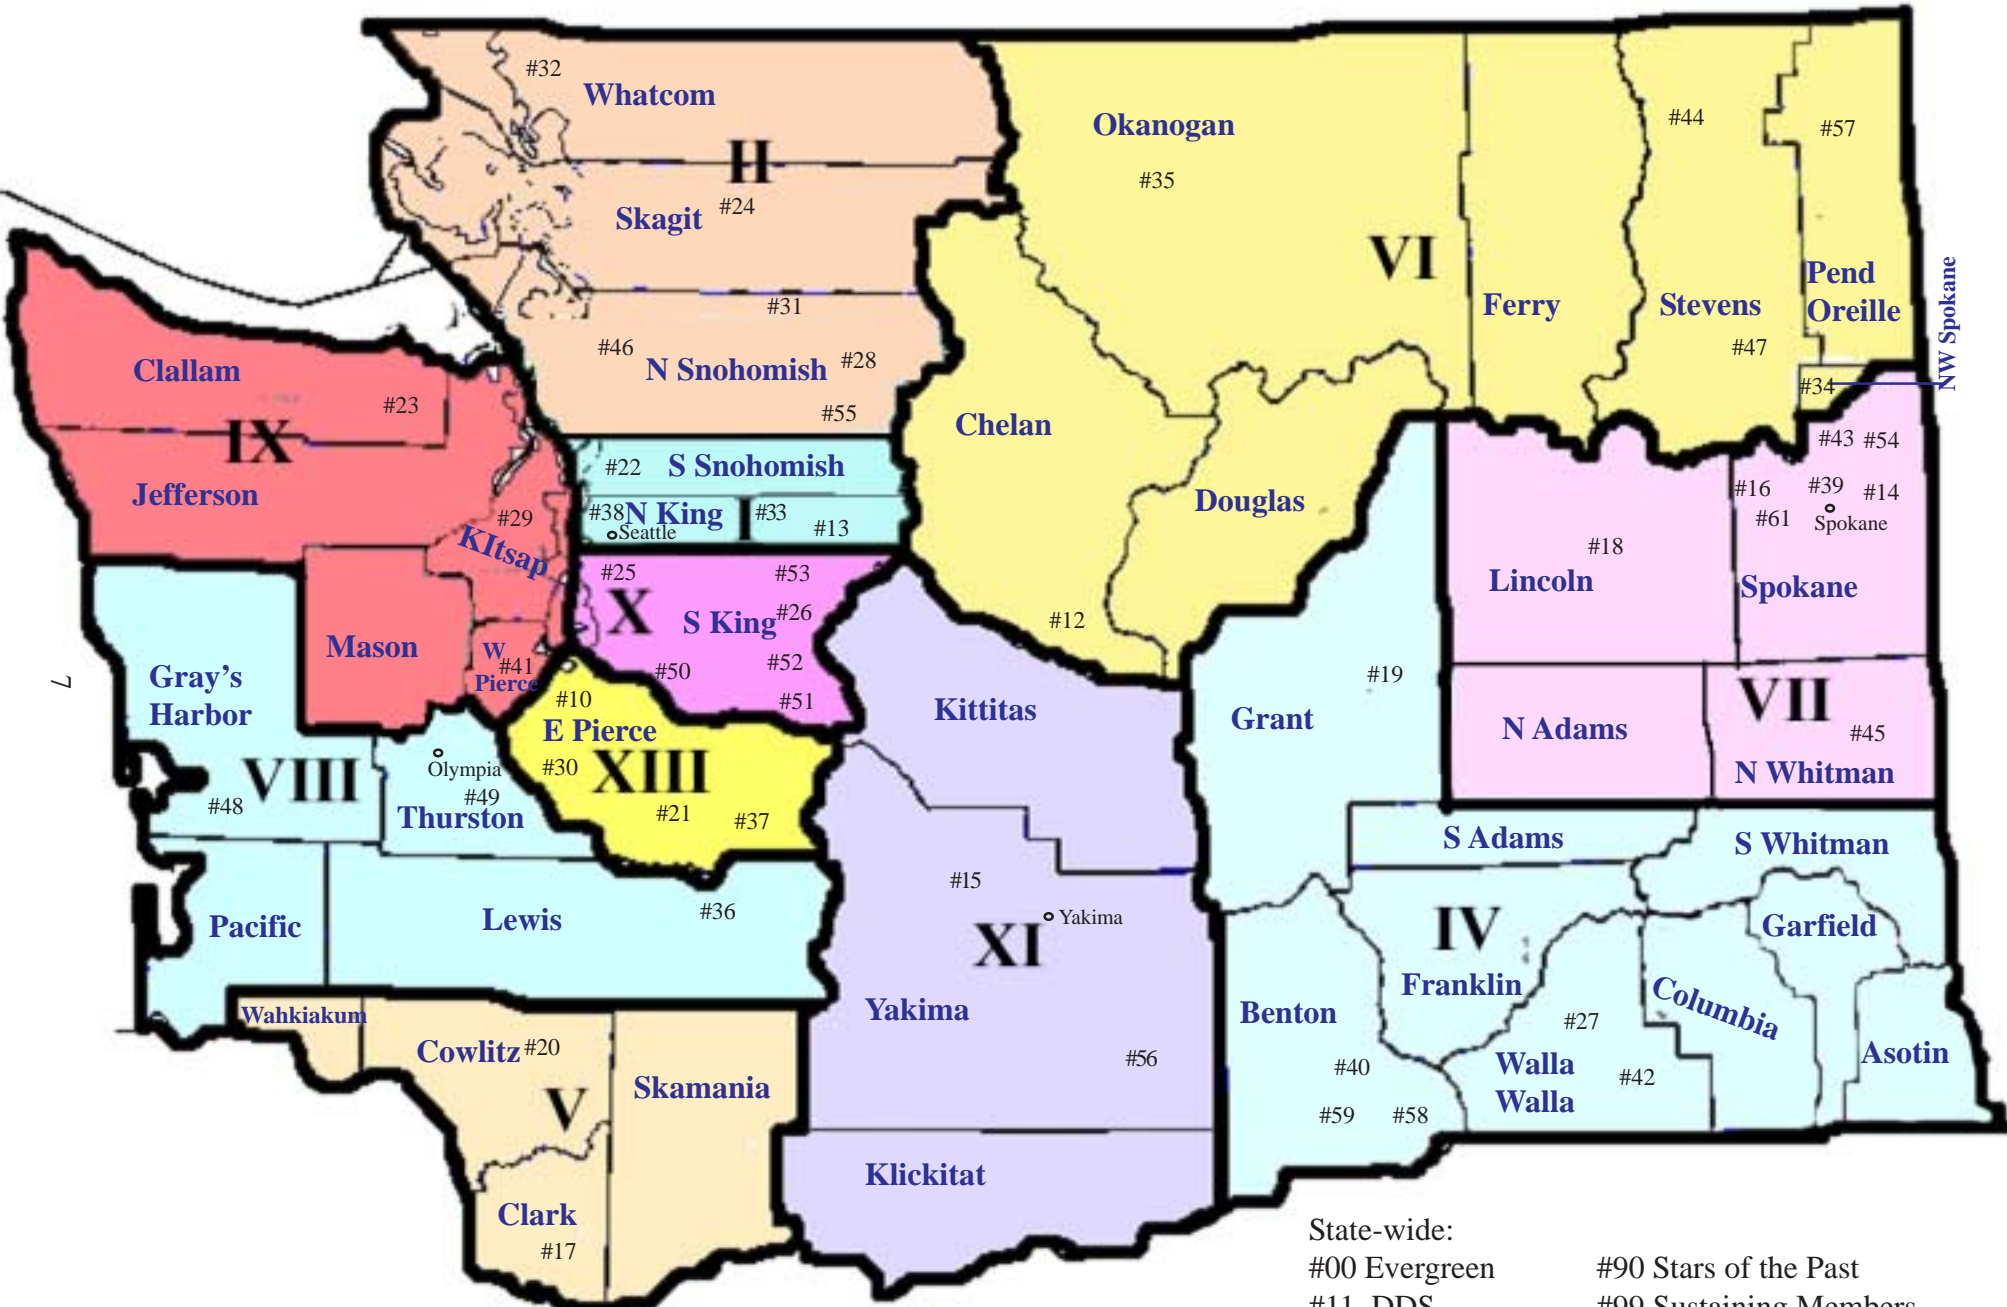 #32
Whatcom
II
Skagit
#24
#31
#46
N Snohomish
#28
#55
Okanogan
#35
VI
Ferry
#44
Stevens
#47
#57
Pend
Oreille
NW Spokane
#34
Clallam
#23
IX
Jefferson
#29
KItsap
Mason
W
#41
Pierce
#22
S Snohomish
#38
N King
I
#33
#13
Seattle
Chelan
Douglas
#12
#25
#53
X
S King
#26
#50
#52
#51
#43
#54
#16
#39
#14
#61
Spokane
#18
Lincoln
Spokane
VII
N Adams
#45
N Whitman
7
Gray's
Harbor
VIII
#48
Olympia
#49
Thurston
#10
E Pierce
#30
XIII
#21
#37
Kittitas
#19
Grant
S Adams
S Whitman
Pacific
Lewis
#36
#15
Yakima
XI
Yakima
#56
IV
Franklin
Garfield
Columbia
Asotin
Benton
#27
Walla
Walla
#42
#40
#59
#58
Wahkiakum
Cowlitz
#20
V
Skamania
Clark
#17
Klickitat
State-wide:
#00 Evergreen
#90 Stars of the Past
#11 DDS
#99 Sustaining Members